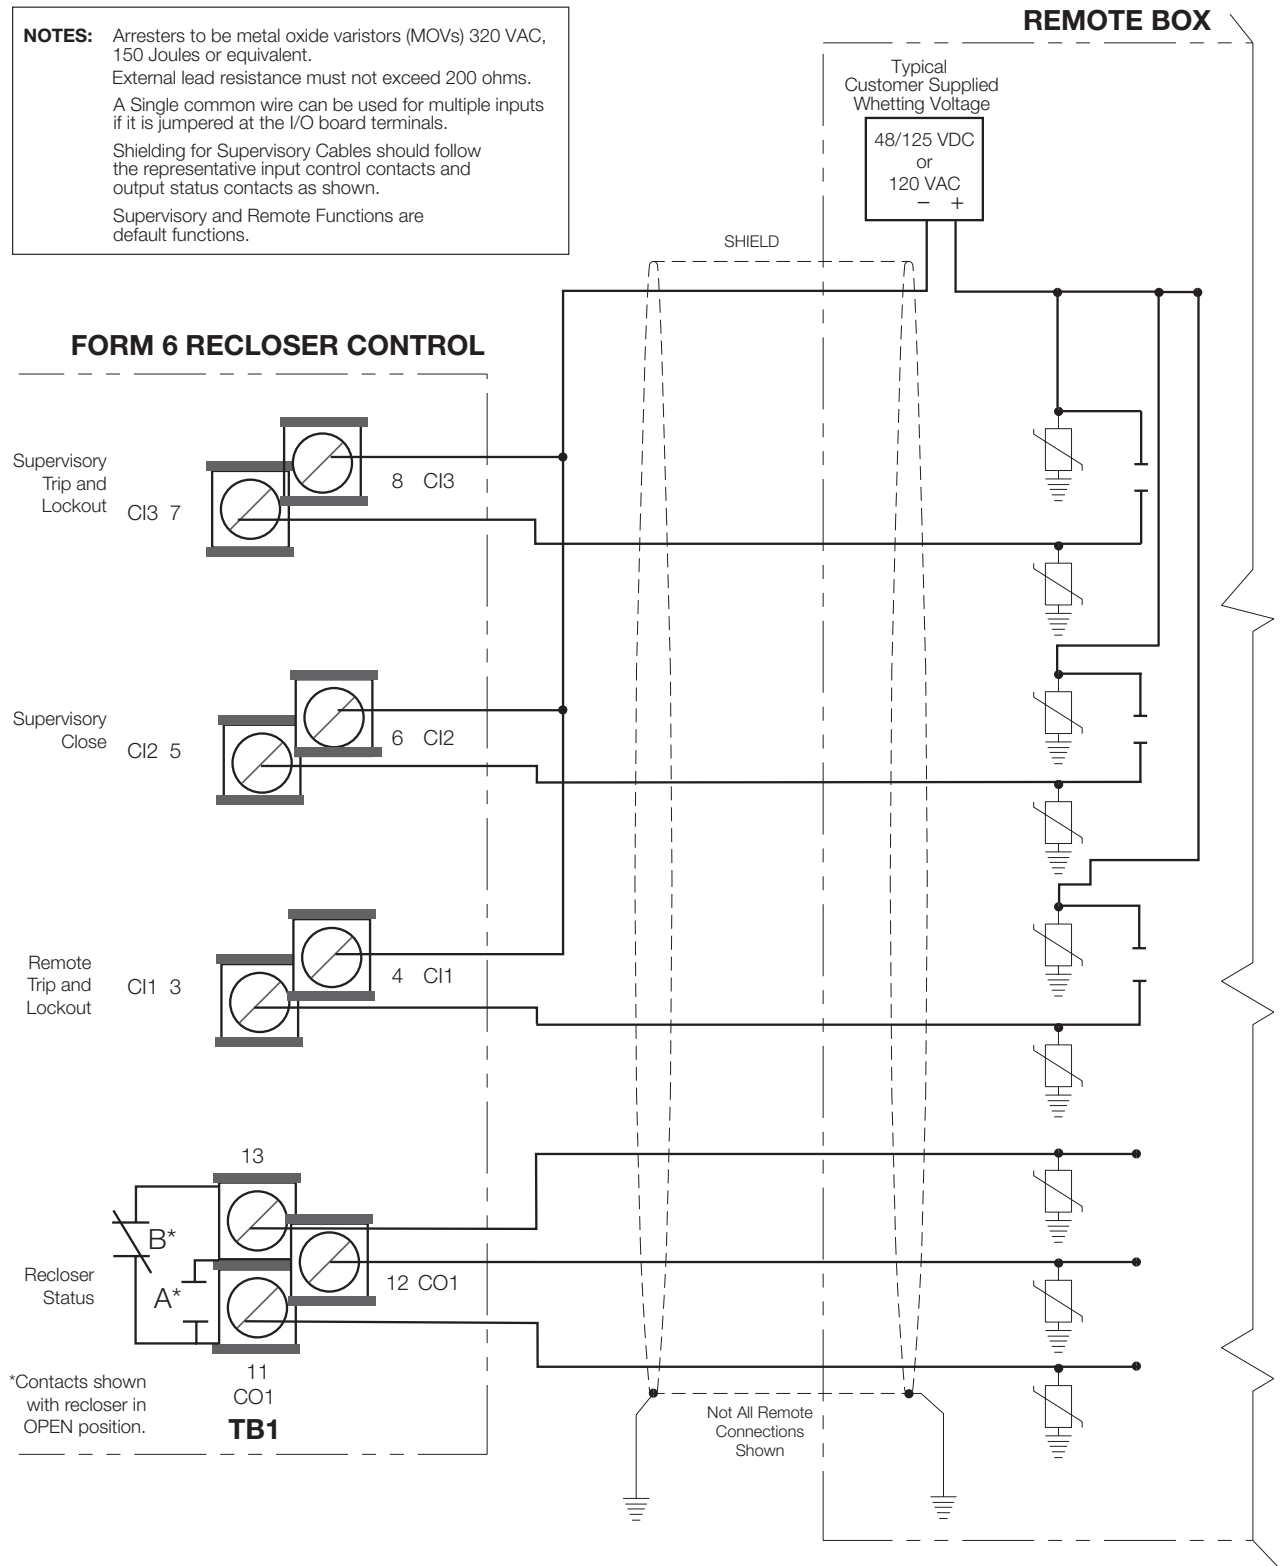 NOTES: Arresters to be metal oxide varistors (MOVs) 320 VAC,
150 Joules or equivalent.
External lead resistance must not exceed 200 ohms.
A Single common wire can be used for multiple inputs
if it is jumpered at the I/O board terminals.
Shielding for Supervisory Cables should follow
the representative input control contacts and
output status contacts as shown.
Supervisory and Remote Functions are
default functions.
REMOTE BOX
Typical
Customer Supplied
Whetting Voltage
48/125 VDC
or
120 VAC
– +
SHIELD
FORM 6 RECLOSER CONTROL
Supervisory
Trip and
Lockout
CI3 7
8 CI3
Supervisory
Close
CI2 5
6 CI2
Remote
Trip and
Lockout
CI1 3
4 CI1
13
B*
Recloser
Status
A*
12 CO1
11
CO1
TB1
*Contacts shown
with recloser in
OPEN position.
Not All Remote
Connections
Shown